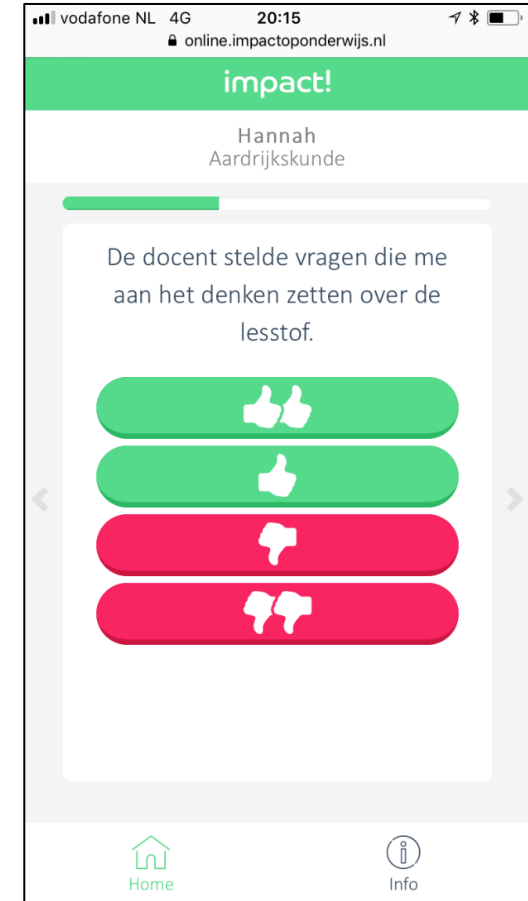 vodafone NL 4G 20:15
online.impactoponderwijs.nl
impact!
Hannah
Aardrijkskunde
De docent stelde vragen die me
aan het denken zetten over de
lesstof.
Home Info